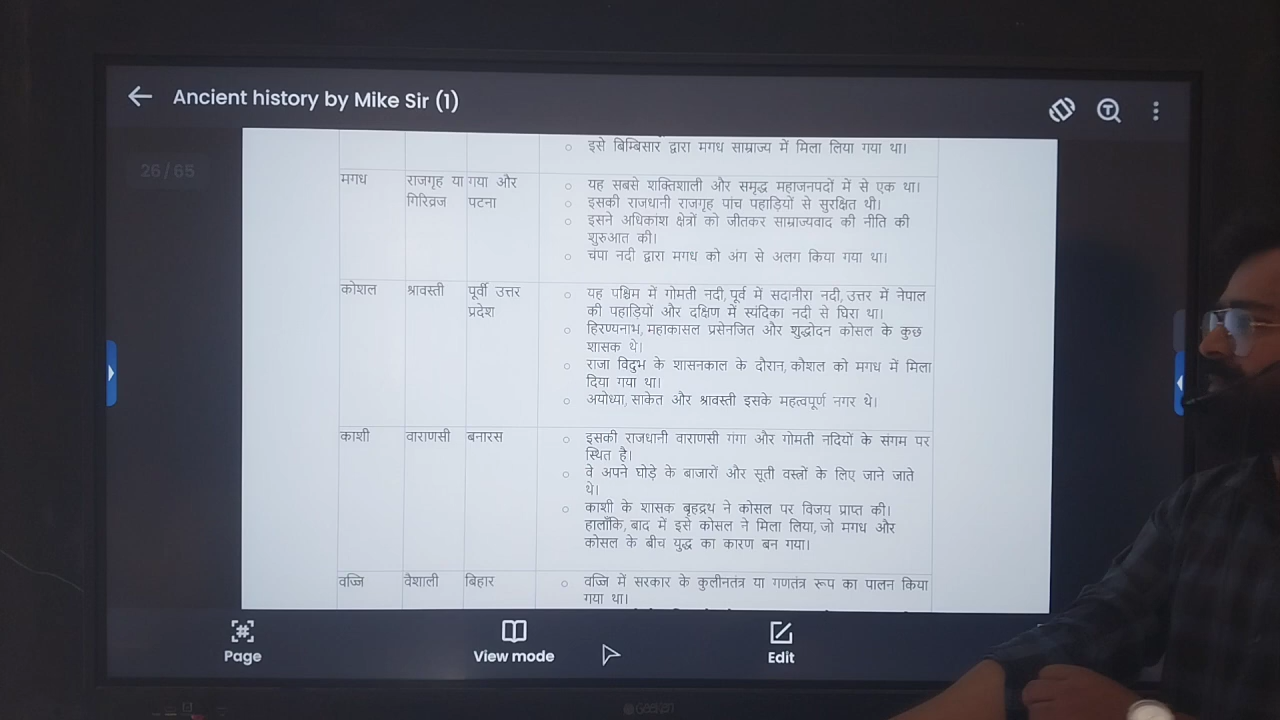 Ancient history by Mike Sir (1)
26 / 65
इसे बिम्बिसार द्वारा मगध साम्राज्य में मिला लिया गया था।
मगध
राजगृह या
गिरिव्रज
गया और
पटना
यह सबसे शक्तिशाली और समृद्ध महाजनपदों में से एक था।
इसकी राजधानी राजगृह पांच पहाड़ियों से सुरक्षित थी।
इसने अधिकांश क्षेत्रों को जीतकर साम्राज्यवाद की नीति की
शुरुआत की।
चंपा नदी द्वारा मगध को अंग से अलग किया गया था।
कोशल
श्रावस्ती
पूर्वी उत्तर
प्रदेश
यह पश्चिम में गोमती नदी, पूर्व में सदानीरा नदी, उत्तर में नेपाल
की पहाड़ियों और दक्षिण में स्यंदिका नदी से घिरा था।
हिरण्यनाभ, महाकासल प्रसेनजित और शुद्धोदन कोसल के कुछ
शासक थे।
राजा विदुभ के शासनकाल के दौरान, कौशल को मगध में मिला
दिया गया था।
अयोध्या, साकेत और श्रावस्ती इसके महत्वपूर्ण नगर थे।
काशी
वाराणसी
बनारस
इसकी राजधानी वाराणसी गंगा और गोमती नदियों के संगम पर
स्थित है।
वे अपने घोड़े के बाजारों और सूती वस्त्रों के लिए जाने जाते
थे।
काशी के शासक बृहद्रथ ने कोसल पर विजय प्राप्त की।
हालाँकि, बाद में इसे कोसल ने मिला लिया, जो मगध और
कोसल के बीच युद्ध का कारण बन गया।
वज्जि
वैशाली
बिहार
वज्जि में सरकार के कुलीनतंत्र या गणतंत्र रूप का पालन किया
गया था।
Page
View mode
Edit